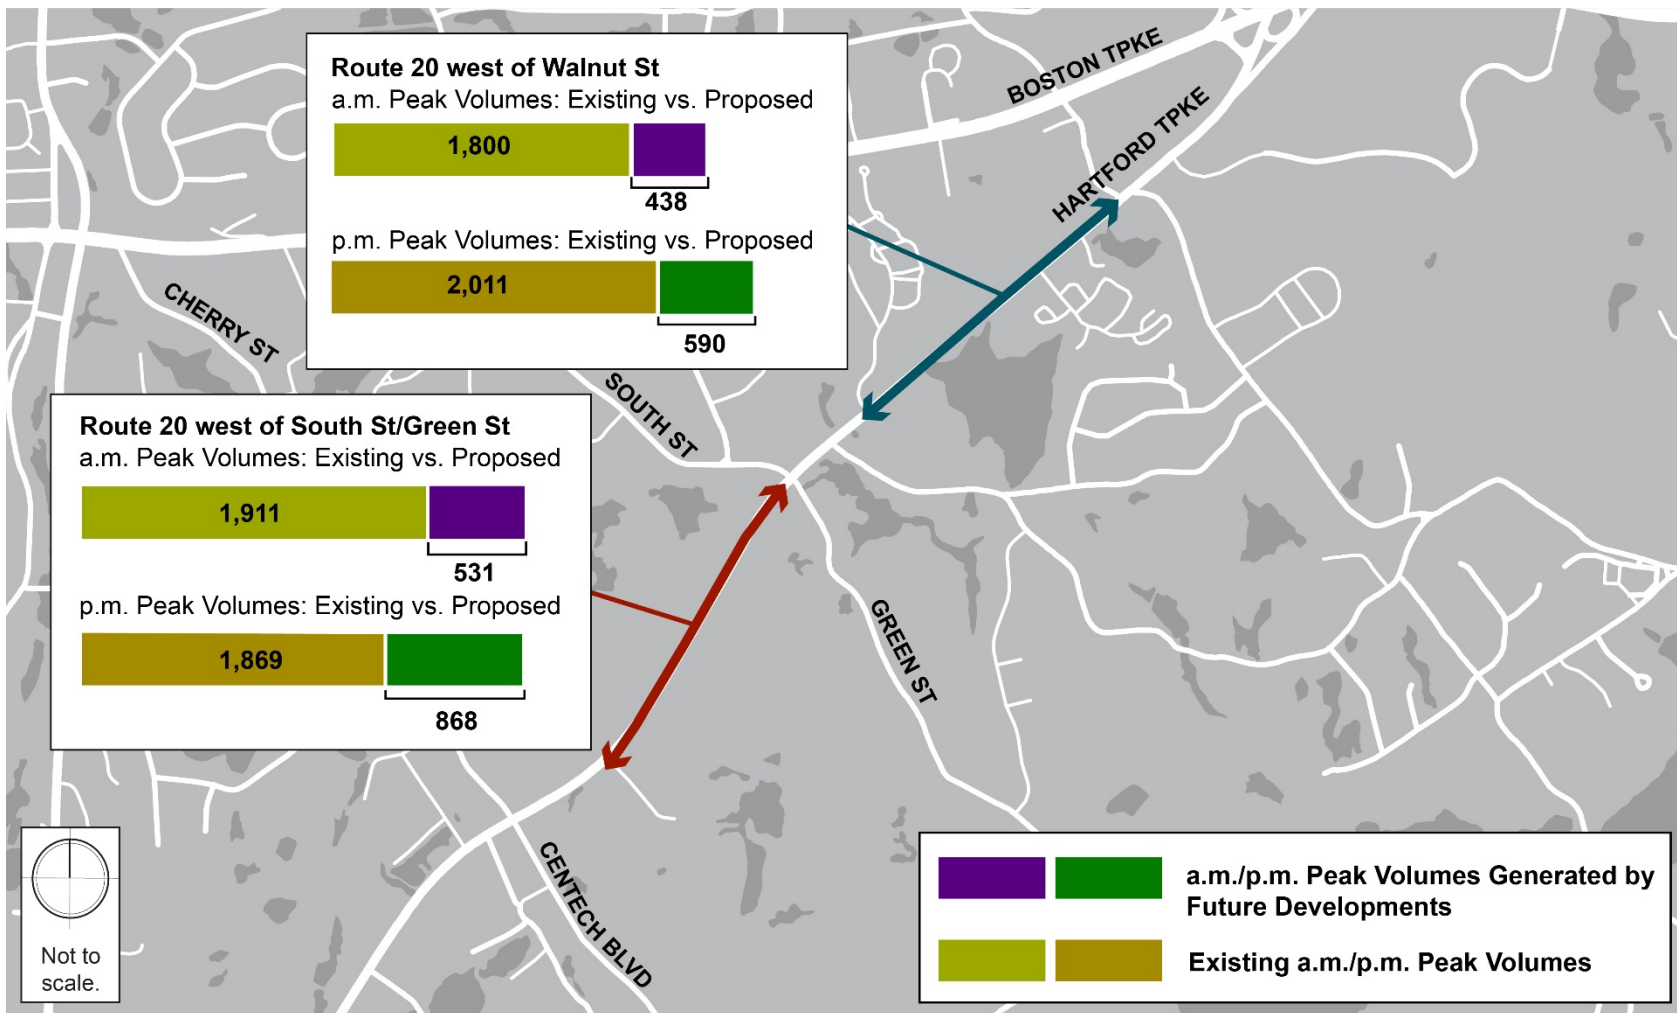 BOSTON TPKE
HARTFORD TPKE
Route 20 west of Walnut St
a.m. Peak Volumes: Existing vs. Proposed
1,800
438
p.m. Peak Volumes: Existing vs. Proposed
2,011
590
CHERRY ST
SOUTH ST
Route 20 west of South St/Green St
a.m. Peak Volumes: Existing vs. Proposed
1,911
531
p.m. Peak Volumes: Existing vs. Proposed
1,869
868
GREEN ST
CENTECH BLVD
Not to
scale.
a.m./p.m. Peak Volumes Generated by
Future Developments
Existing a.m./p.m. Peak Volumes